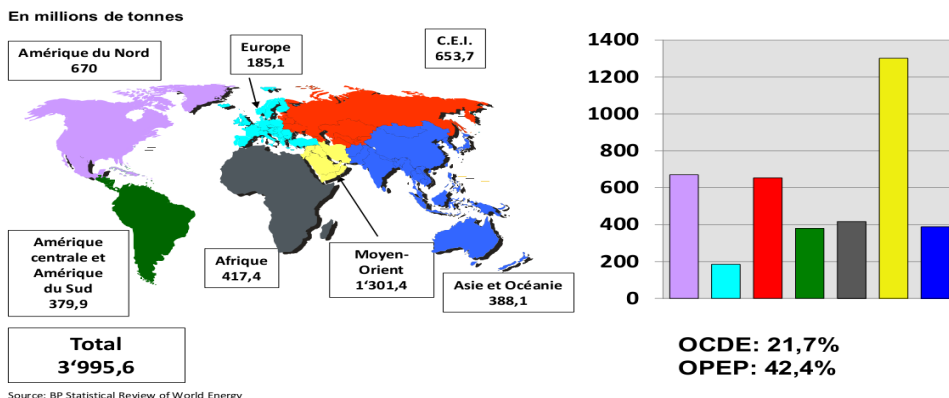 En millions de tonnes
Amérique du Nord
670
Europe
185,1
C.E.I.
653,7
Amérique
centrale et
Amérique
du Sud
379,9
Afrique
417,4
Moyen-
Orient
1‘301,4
Asie et Océanie
388,1
Total
3‘995,6
Source: BP Statistical Review of World Energy
1400
1200
1000
800
600
400
200
0
OCDE: 21,7%
OPEP: 42,4%